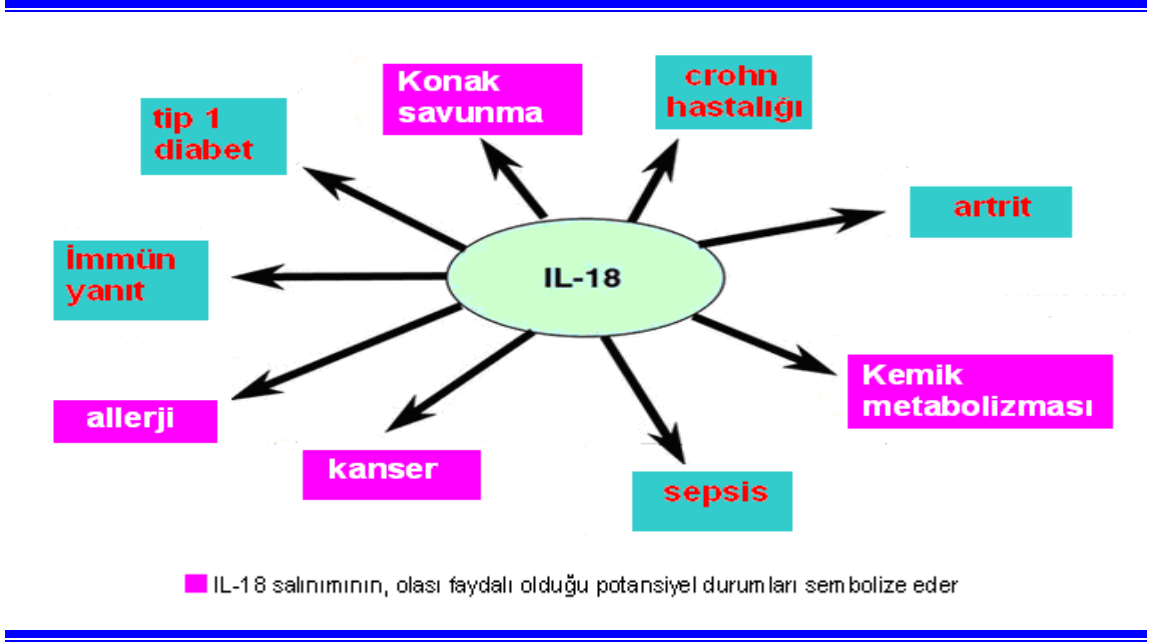 Konak
savunma
crohn
hastalığı
tip 1
diabet
artrit
İmmün
yanıt
IL-18
Kemik
metabolizması
allerji
kanser
sepsis
IL-18 salınımının, olası faydalı olduğu potansiyel durumları sembolize eder